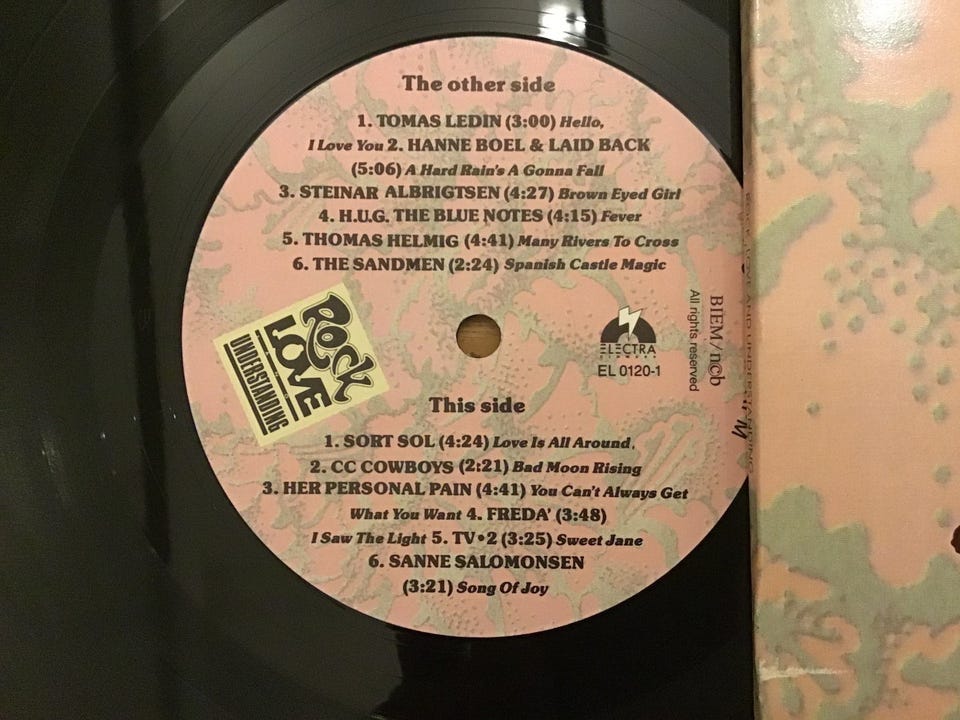 The other side
1. TOMAS LEDIN (3:00) Hello,
I Love You 2. HANNE BOEL & LAID BACK
(5:06) A Hard Rain's A Gonna Fall
3. STEINAR ALBRIGTSEN (4:27) Brown Eyed Girl
4. H.U.G. THE BLUE NOTES (4:15) Fever
5. THOMAS HELMIG (4:41) Many Rivers To Cross
6. THE SANDMEN (2:24) Spanish Castle Magic
ROCK
LOVE
UNDERSTANDING
ELECTRA
EL 0120-1
BIEM/ncb
All rights reserved
This side
1. SORT SOL (4:24) Love Is All Around,
2. CC COWBOYS (2:21) Bad Moon Rising
3. HER PERSONAL PAIN (4:41) You Can't Always Get
What You Want 4. FREDA' (3:48)
I Saw The Light 5. TV•2 (3:25) Sweet Jane
6. SANNE SALOMONSEN
(3:21) Song Of Joy
ROCK, LOVE AND UNDERSTANDING